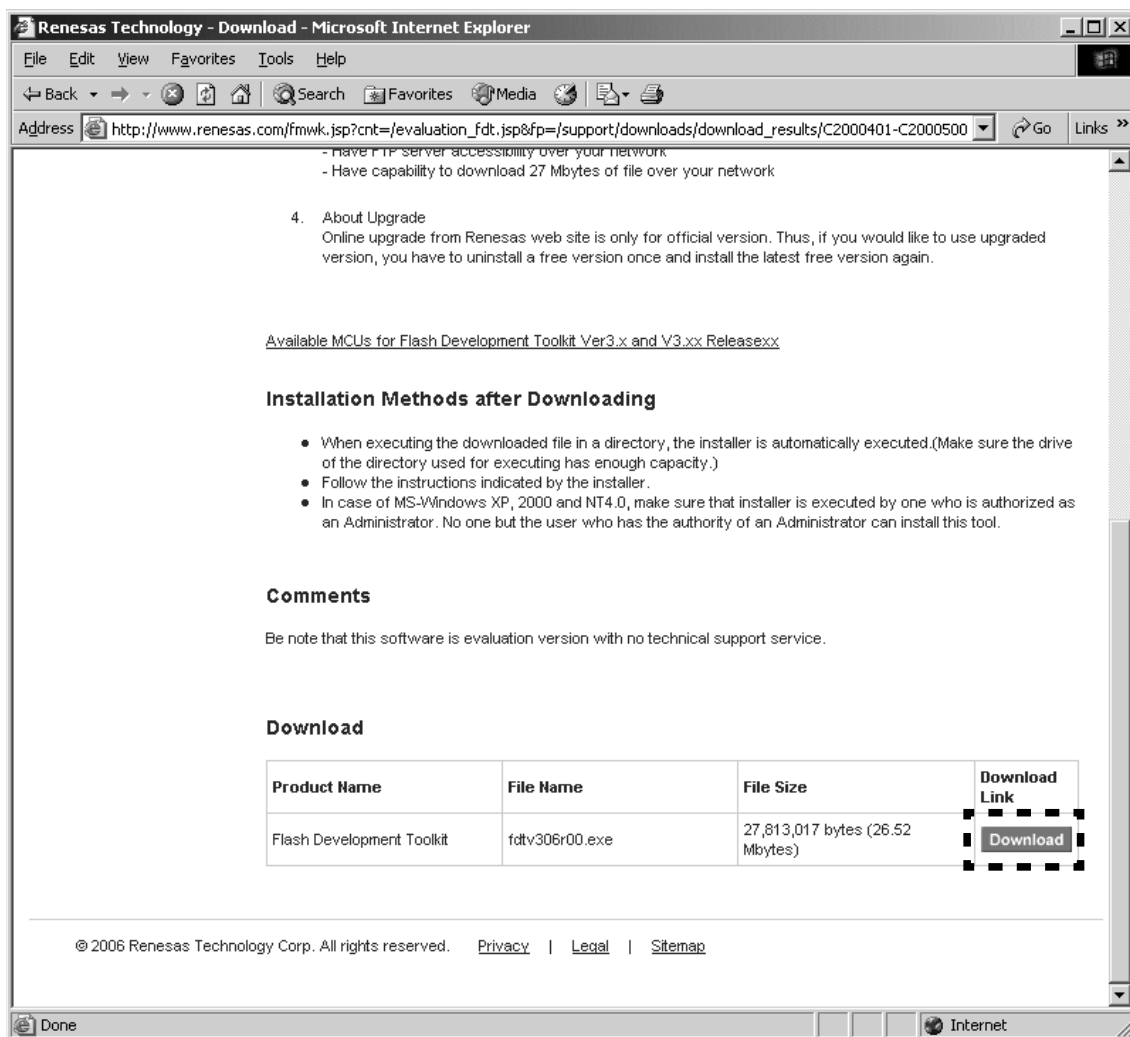 Renesas Technology - Download - Microsoft Internet Explorer
File Edit View Favorites Tools Help
Back Search Favorites Media
Address http://www.renesas.com/fmwk.jsp?cnt=/evaluation_fdt.jsp&fp=/support/downloads/download_results/C2000401-C2000500 Go Links »
- Have FTP server accessibility over your network
- Have capability to download 27 Mbytes of file over your network
4. About Upgrade
Online upgrade from Renesas web site is only for official version. Thus, if you would like to use upgraded
version, you have to uninstall a free version once and install the latest free version again.
Available MCUs for Flash Development Toolkit Ver3.x and V3.xx Releasexx
Installation Methods after Downloading
● When executing the downloaded file in a directory, the installer is automatically executed.(Make sure the drive
of the directory used for executing has enough capacity.)
● Follow the instructions indicated by the installer.
● In case of MS-Windows XP, 2000 and NT4.0, make sure that installer is executed by one who is authorized as
an Administrator. No one but the user who has the authority of an Administrator can install this tool.
Comments
Be note that this software is evaluation version with no technical support service.
Download
Product Name File Name File Size Download
Link
Flash Development Toolkit fdtv306r00.exe 27,813,017 bytes (26.52
Mbytes) Download
© 2006 Renesas Technology Corp. All rights reserved. Privacy | Legal | Sitemap
Done Internet